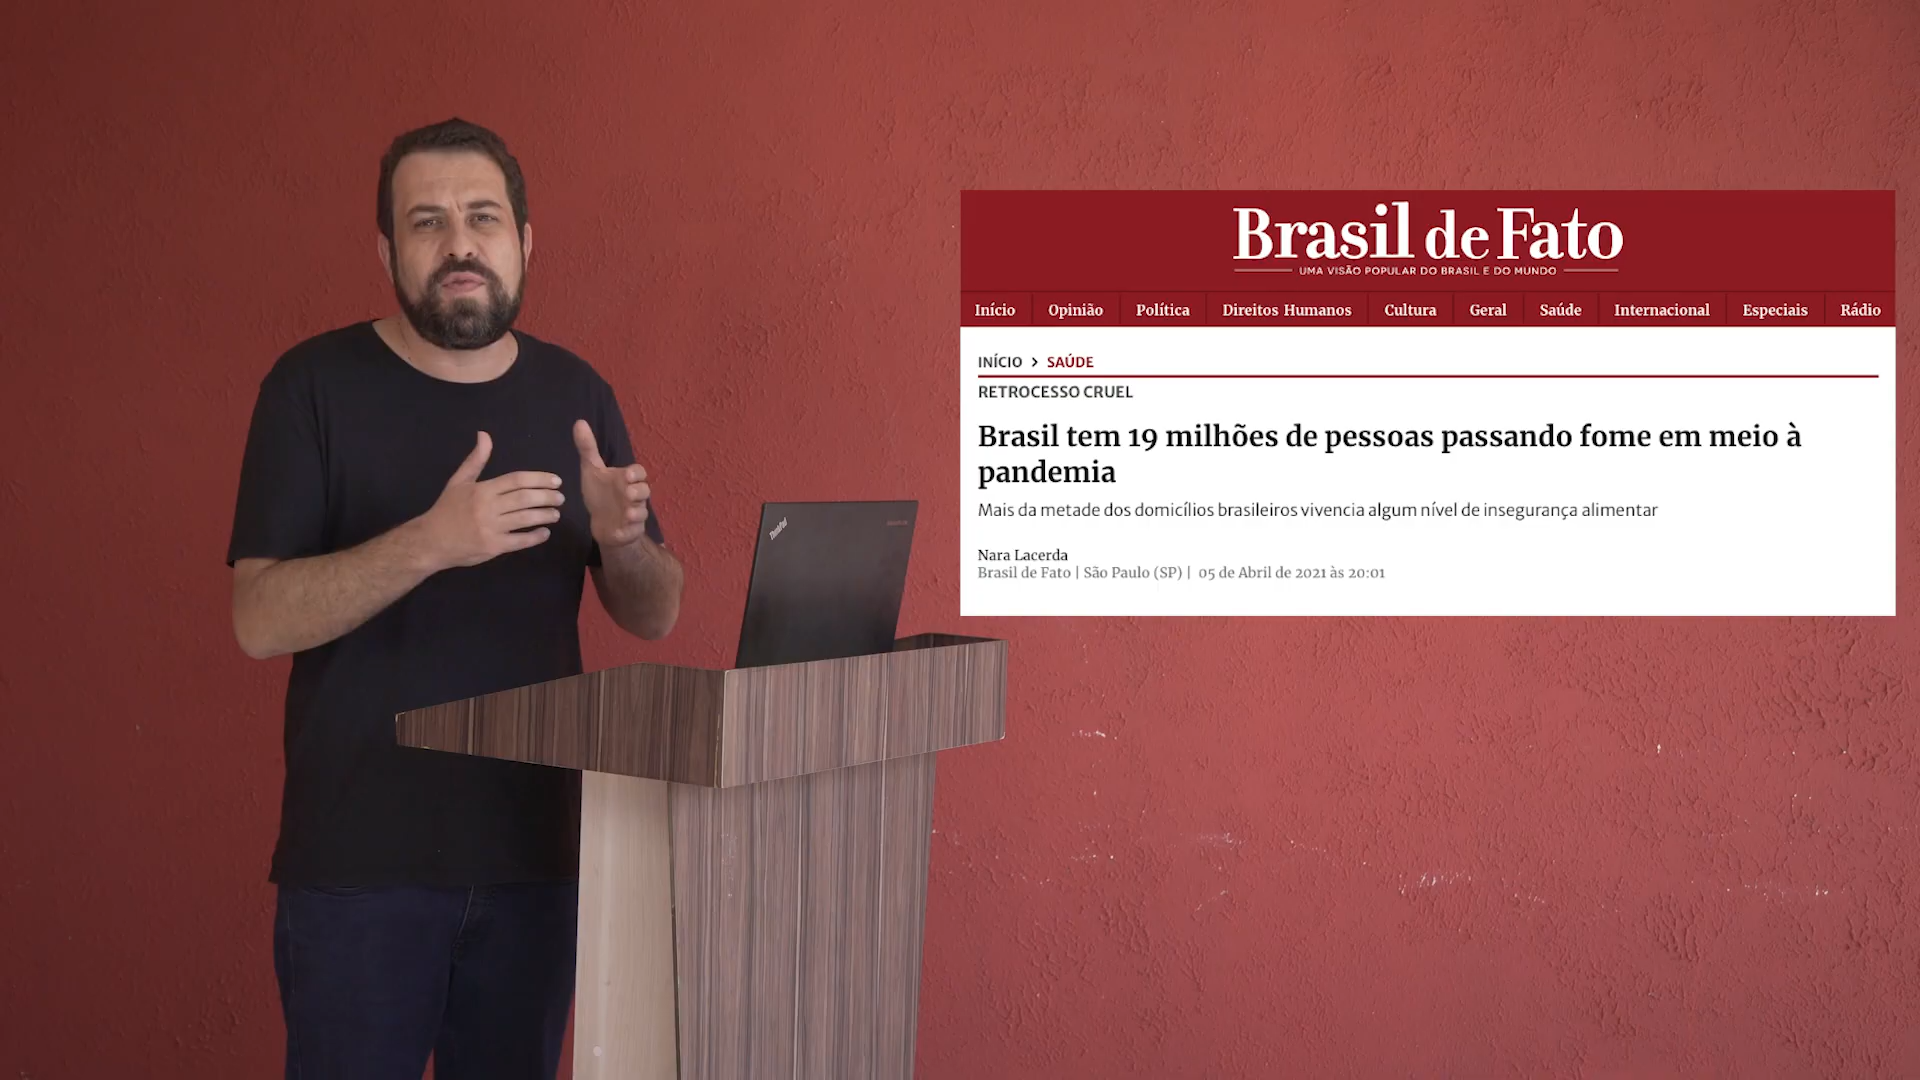 Brasil de Fato
UMA VISÃO POPULAR DO BRASIL E DO MUNDO
Início Opinião Política Direitos Humanos Cultura Geral Saúde Internacional Especiais Rádio
INÍCIO > SAÚDE
RETROCESSO CRUEL
Brasil tem 19 milhões de pessoas passando fome em meio à
pandemia
Mais da metade dos domicílios brasileiros vivencia algum nível de insegurança alimentar
Nara Lacerda
Brasil de Fato | São Paulo (SP) | 05 de Abril de 2021 às 20:01
ThinkPad